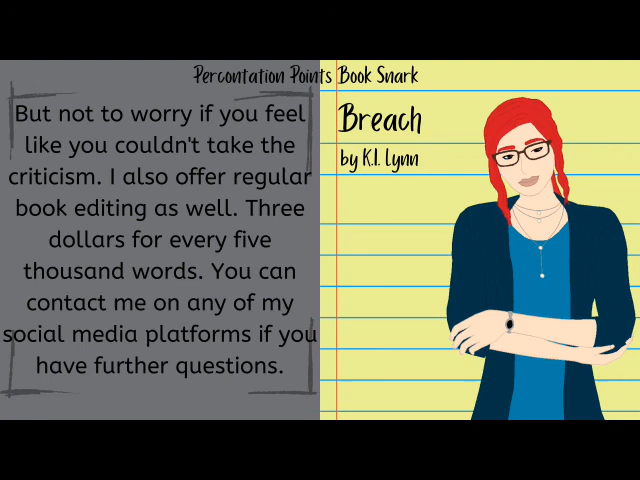 Percontation Points Book Snark
But not to worry if you feel
like you couldn't take the
criticism. I also offer regular
book editing as well. Three
dollars for every five
thousand words. You can
contact me on any of my
social media platforms if you
have further questions.
Breach
by K.I. Lynn